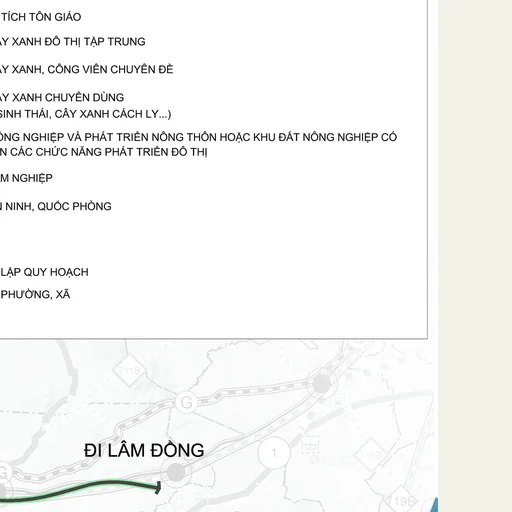 TÍCH TÔN GIÁO
ÂY XANH ĐÔ THỊ TẬP TRUNG
ÂY XANH, CÔNG VIÊN CHUYÊN ĐỀ
ÂY XANH CHUYÊN DÙNG
SINH THÁI, CÂY XANH CÁCH LY...)
ÔNG NGHIỆP VÀ PHÁT TRIỂN NÔNG THÔN HOẶC KHU ĐẤT NÔNG NGHIỆP CÓ
N CÁC CHỨC NĂNG PHÁT TRIỂN ĐÔ THỊ
M NGHIỆP
N NINH, QUỐC PHÒNG
LẬP QUY HOẠCH
PHƯỜNG, XÃ
711B
G
ĐI LÂM ĐỒNG
1
G
719B